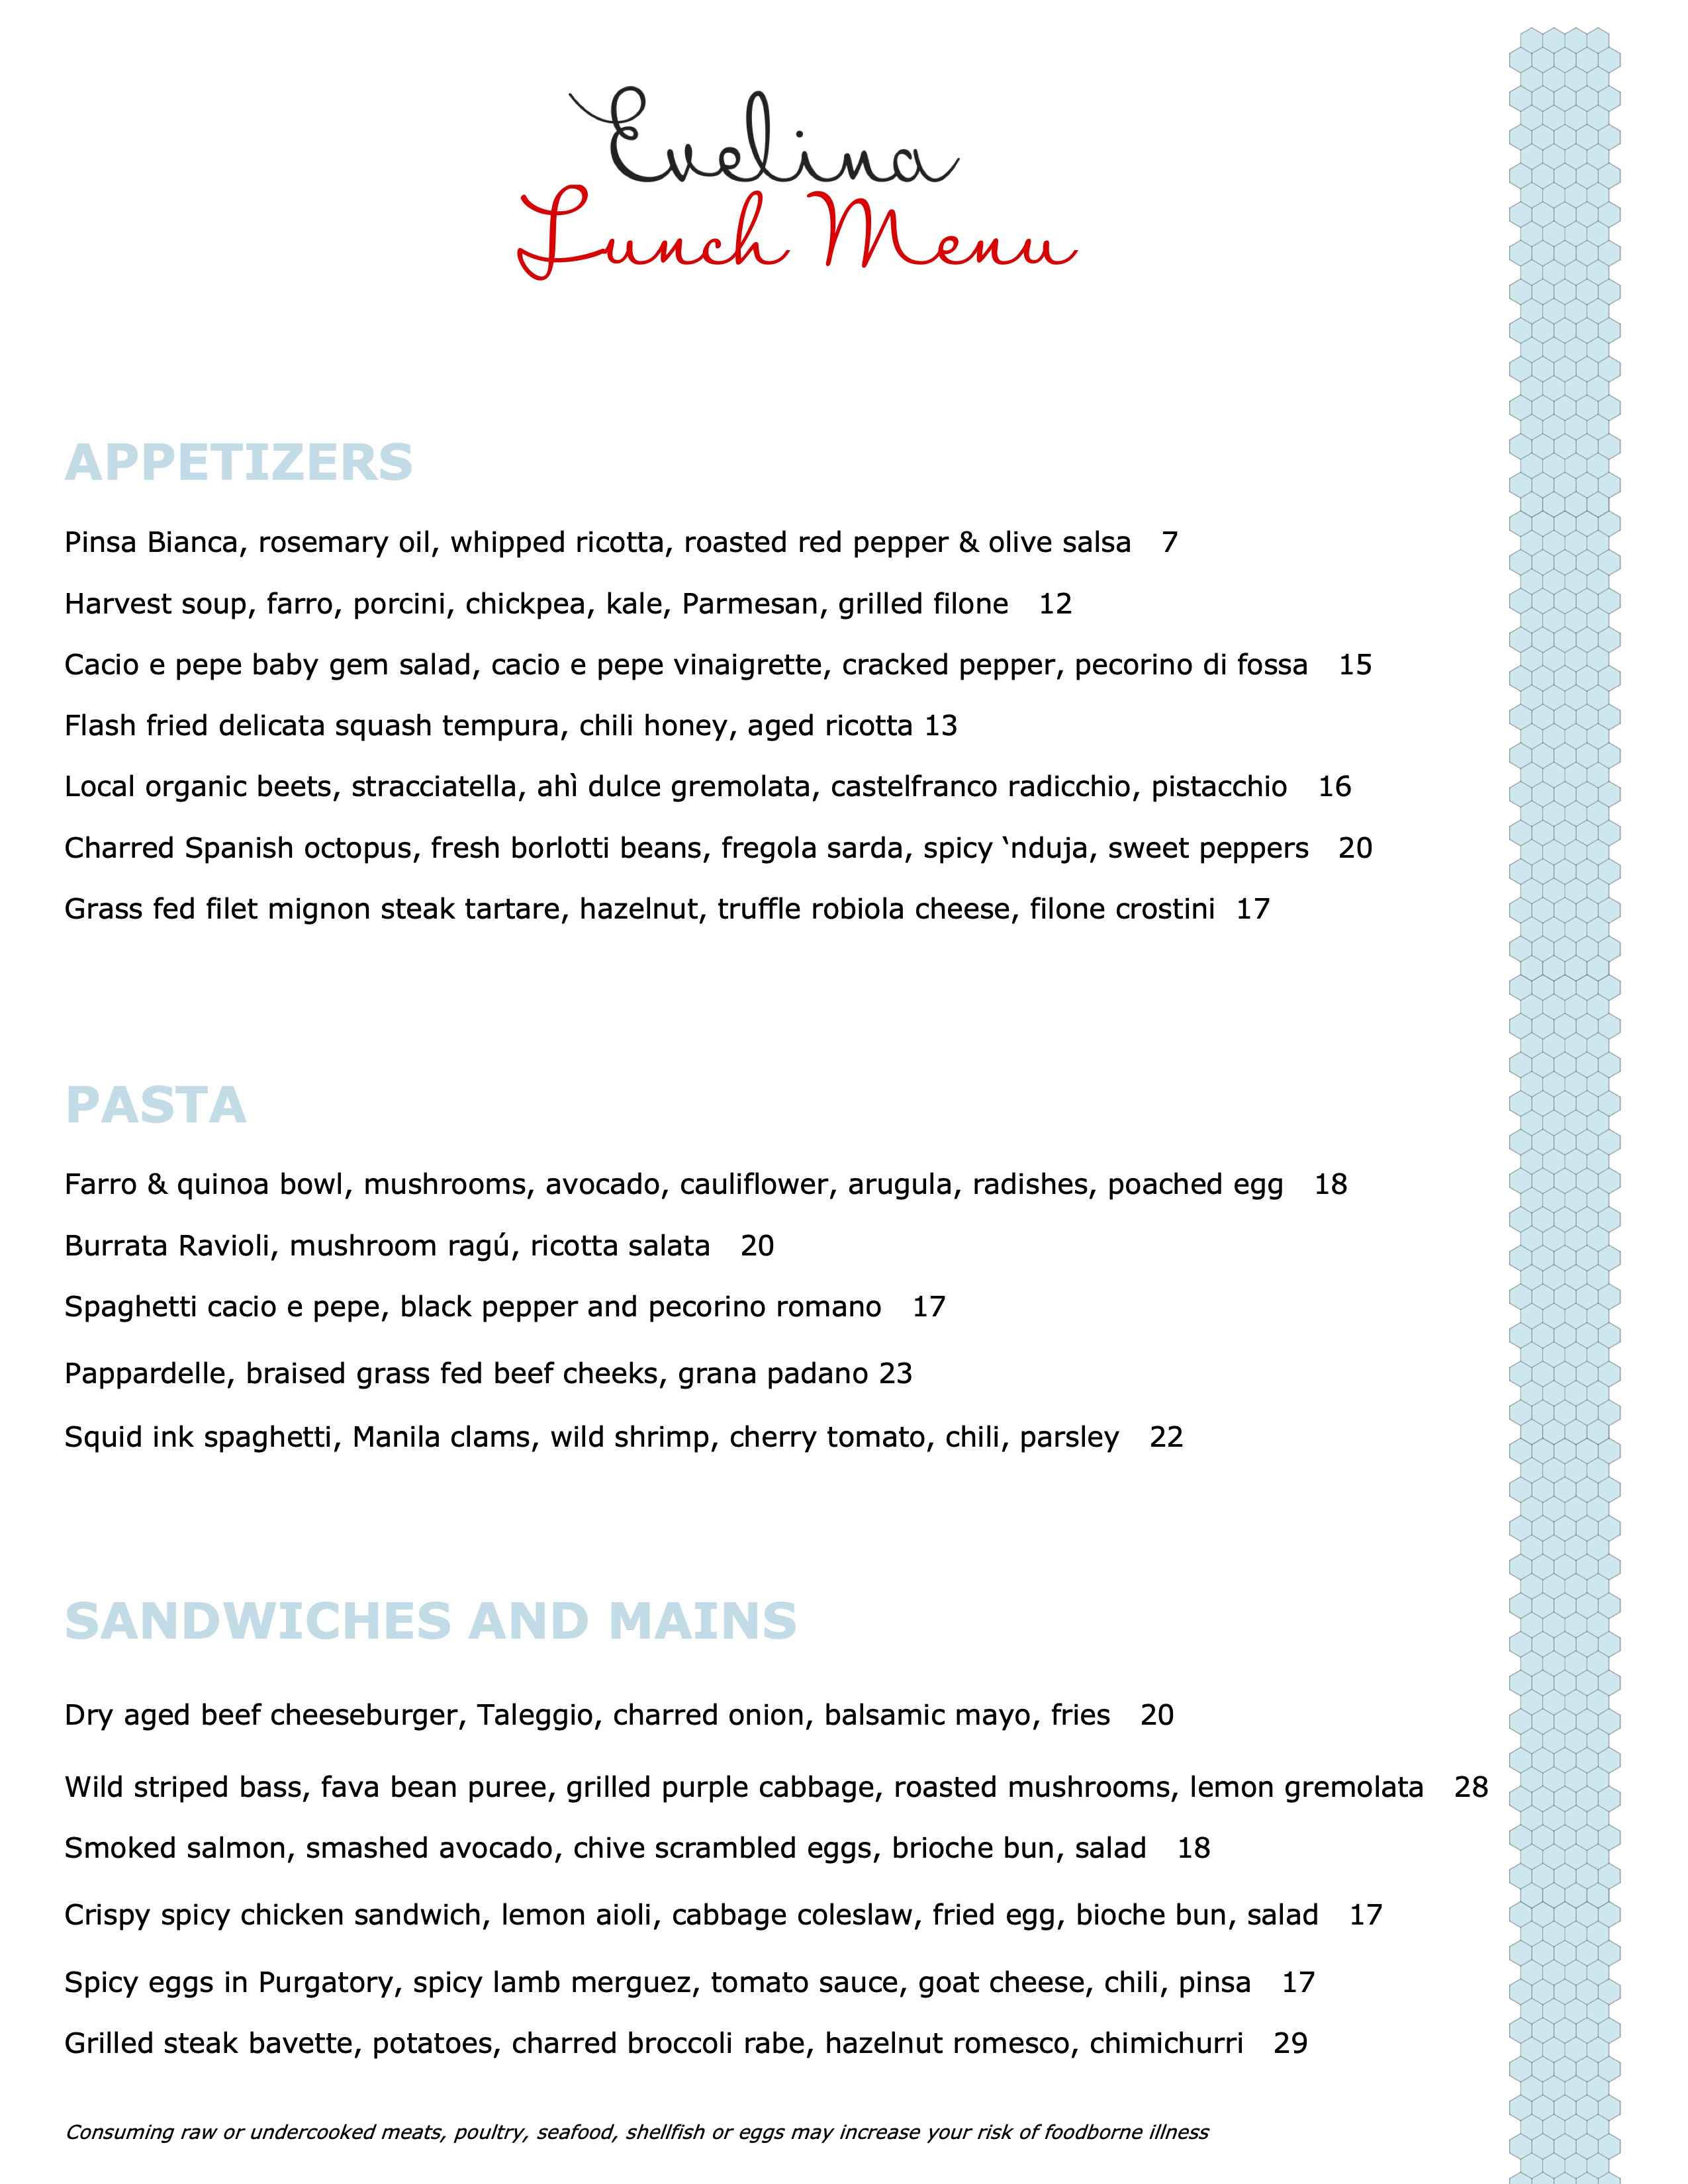 Evelina
Lunch Menu
APPETIZERS
Pinsa Bianca, rosemary oil, whipped ricotta, roasted red pepper & olive salsa 7
Harvest soup, farro, porcini, chickpea, kale, Parmesan, grilled filone 12
Cacio e pepe baby gem salad, cacio e pepe vinaigrette, cracked pepper, pecorino di fossa 15
Flash fried delicata squash tempura, chili honey, aged ricotta 13
Local organic beets, stracciatella, ahì dulce gremolata, castelfranco radicchio, pistacchio 16
Charred Spanish octopus, fresh borlotti beans, fregola sarda, spicy ‘nduja, sweet peppers 20
Grass fed filet mignon steak tartare, hazelnut, truffle robiola cheese, filone crostini 17
PASTA
Farro & quinoa bowl, mushrooms, avocado, cauliflower, arugula, radishes, poached egg 18
Burrata Ravioli, mushroom ragú, ricotta salata 20
Spaghetti cacio e pepe, black pepper and pecorino romano 17
Pappardelle, braised grass fed beef cheeks, grana padano 23
Squid ink spaghetti, Manila clams, wild shrimp, cherry tomato, chili, parsley 22
SANDWICHES AND MAINS
Dry aged beef cheeseburger, Taleggio, charred onion, balsamic mayo, fries 20
Wild striped bass, fava bean puree, grilled purple cabbage, roasted mushrooms, lemon gremolata 28
Smoked salmon, smashed avocado, chive scrambled eggs, brioche bun, salad 18
Crispy spicy chicken sandwich, lemon aioli, cabbage coleslaw, fried egg, bioche bun, salad 17
Spicy eggs in Purgatory, spicy lamb merguez, tomato sauce, goat cheese, chili, pinsa 17
Grilled steak bavette, potatoes, charred broccoli rabe, hazelnut romesco, chimichurri 29
Consuming raw or undercooked meats, poultry, seafood, shellfish or eggs may increase your risk of foodborne illness